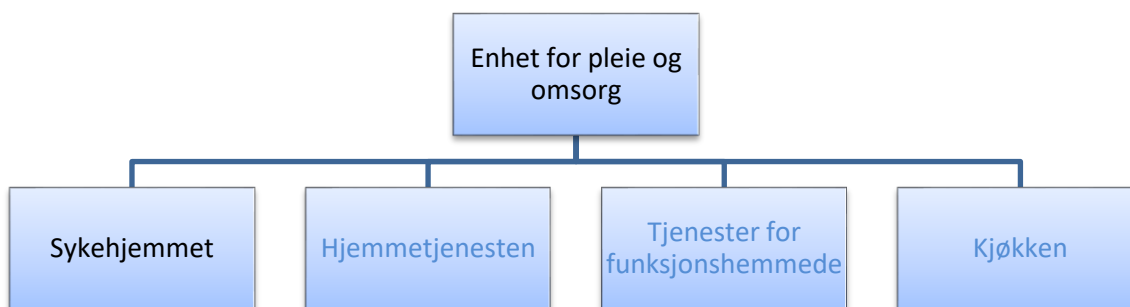 Enhet for pleie og
omsorg
Sykehjemmet
Hjemmetjenesten
Tjenester for
funksjonshemmede
Kjøkken